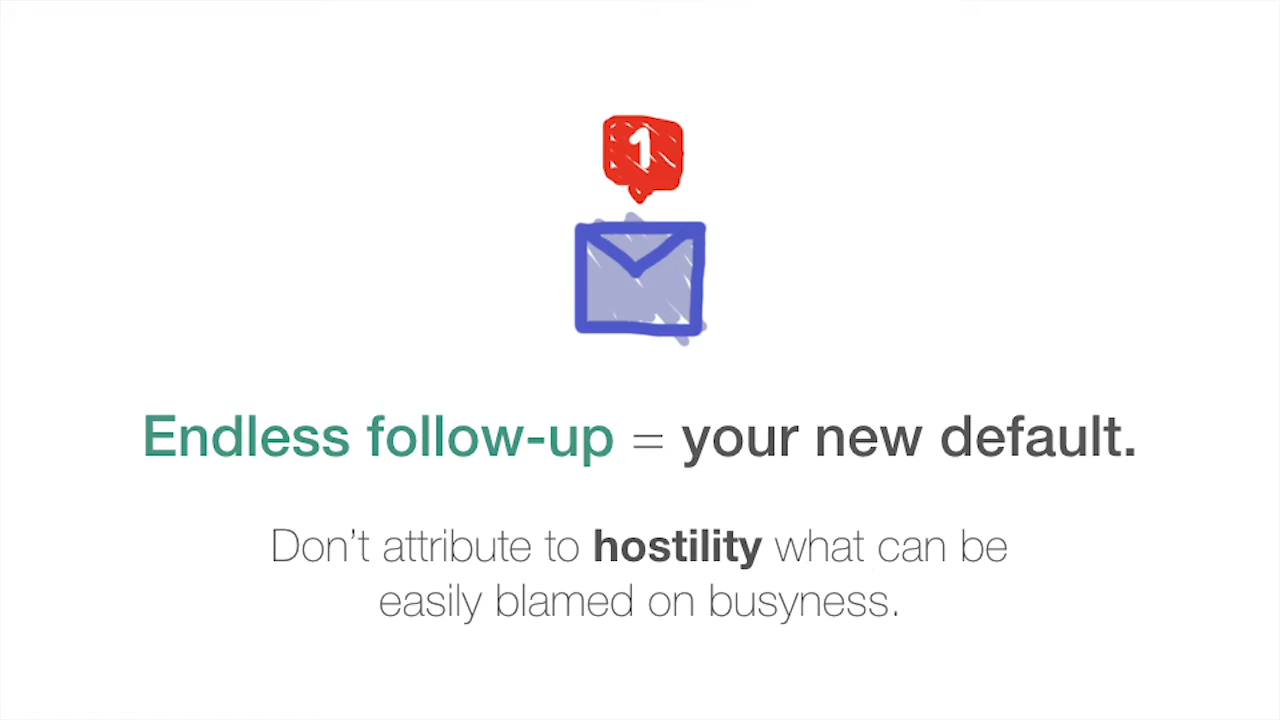 1
Endless follow-up = your new default.
Don’t attribute to hostility what can be
easily blamed on busyness.